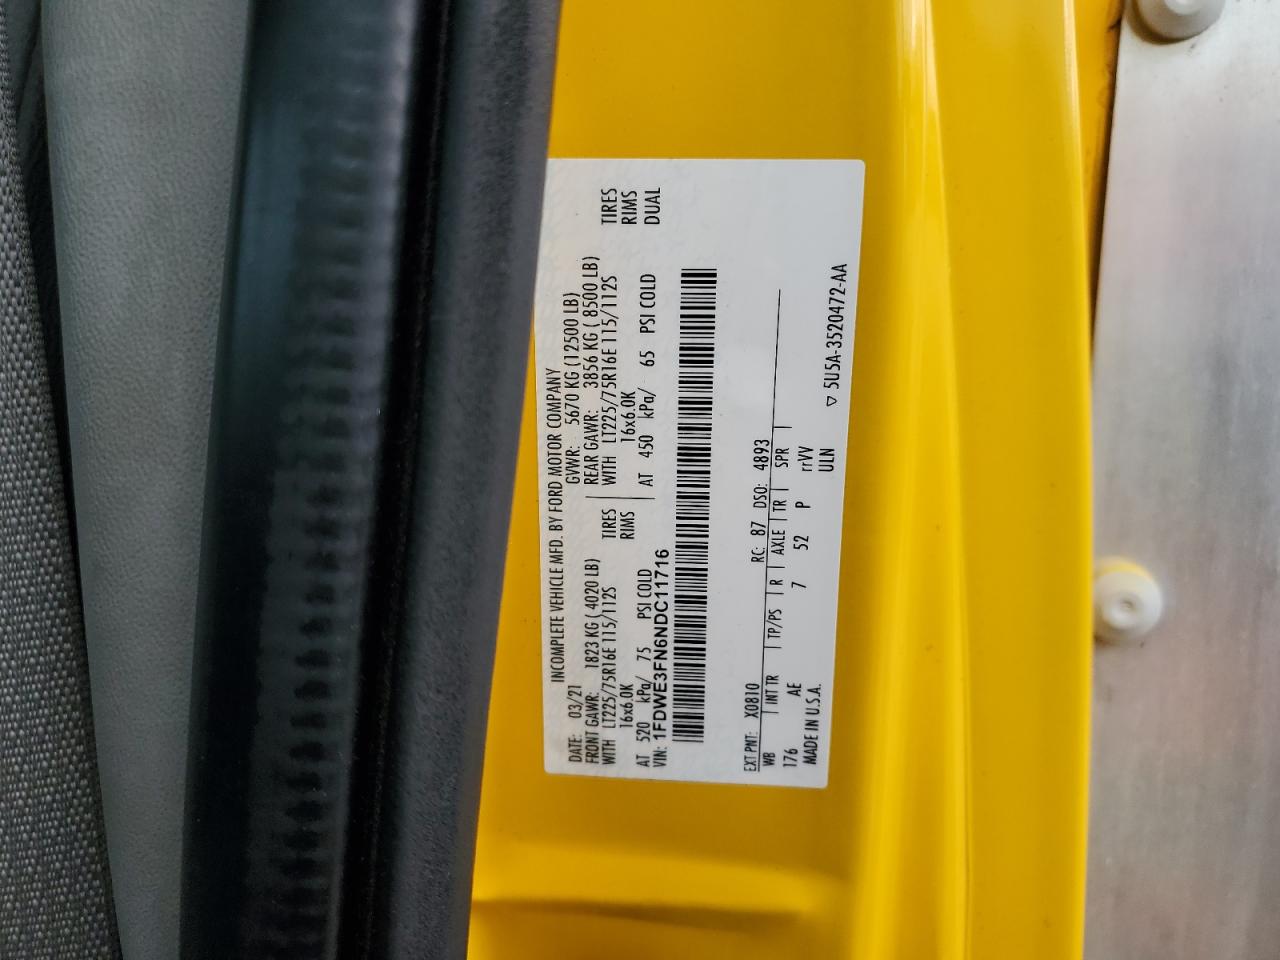 INCOMPLETE VEHICLE MFD. BY FORD MOTOR COMPANY
DATE: 03/21 GVWR: 5670 KG (12500 LB)
FRONT GAWR: 1823 KG ( 4020 LB) REAR GAWR: 3856 KG ( 8500 LB)
WITH LT225/75R16E 115/112S TIRES WITH LT225/75R16E 115/112S TIRES
16x6.0K RIMS 16x6.0K RIMS
AT 520 kPa/ 75 PSI COLD AT 450 kPa/ 65 PSI COLD DUAL
VIN: 1FDWE3FN6NDC11716
EXT PNT: X0810 RC: 87 DSO: 4893
WB INT TR TP/PS R AXLE TR SPR
176 AE 7 52 P rrVV
MADE IN U.S.A. ULN
▽ 5U5A-3520472-AA